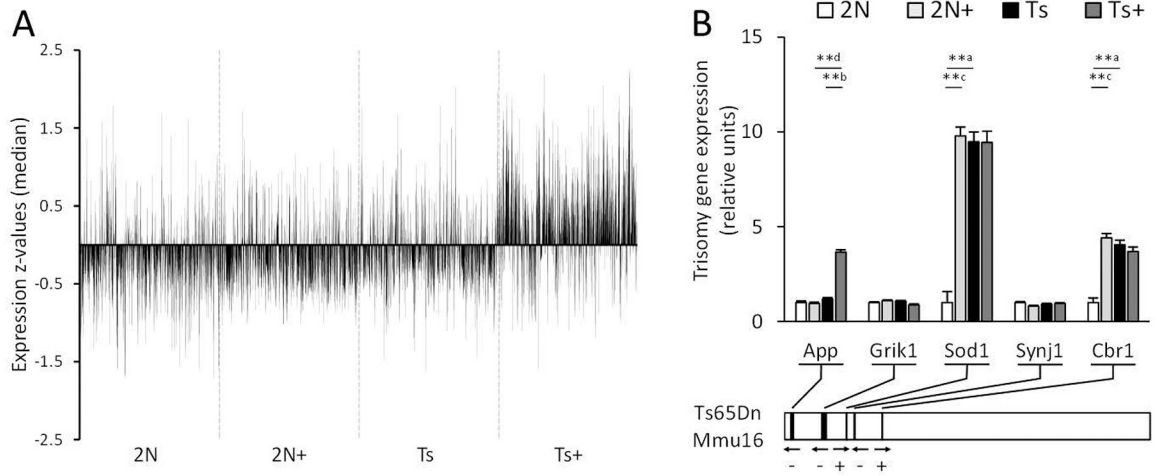 A
Expression z-values (median)
2.5
1.5
0.5
-0.5
-1.5
-2.5
2N 2N+ Ts Ts+
B
2N 2N+ Ts Ts+
Trisomy gene expression
(relative units)
15
10
5
0
**d
**b
**a
**c
**a
**c
App Grik1 Sod1 Synj1 Cbr1
Ts65Dn
Mmu16
- - + - +